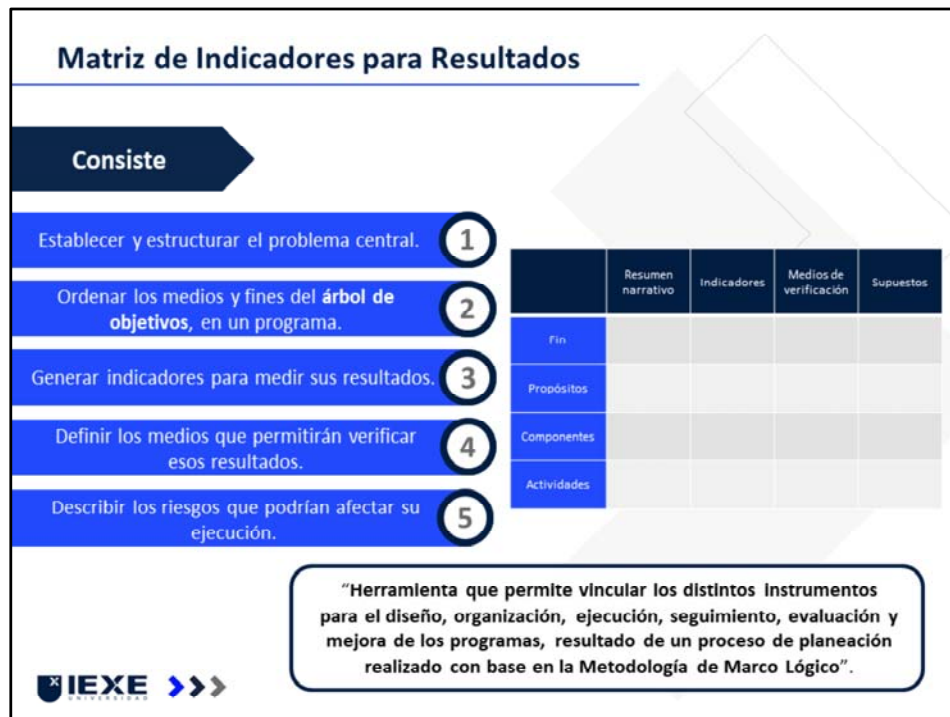 Matriz de Indicadores para Resultados
Consiste
Establecer y estructurar el problema central.
1
Ordenar los medios y fines del árbol de
objetivos, en un programa.
2
Generar indicadores para medir sus resultados.
3
Definir los medios que permitirán verificar
esos resultados.
4
Describir los riesgos que podrían afectar su
ejecución.
5
Resumen
narrativo
Indicadores
Medios de
verificación
Supuestos
Fin
Propósitos
Componentes
Actividades
“Herramienta que permite vincular los distintos instrumentos
para el diseño, organización, ejecución, seguimiento, evaluación y
mejora de los programas, resultado de un proceso de planeación
realizado con base en la Metodología de Marco Lógico”.
IEXE
UNIVERSIDAD